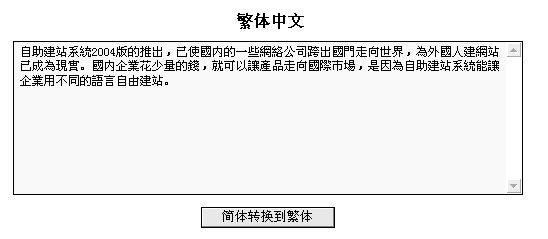 繁体中文
自助建站系統2004版的推出，已使國内的一些網絡公司跨出國門走向世界，為外國人建網站
已成為現實。國内企業花少量的錢，就可以讓產品走向國際市場，是因為自助建站系統能讓
企業用不同的語言自由建站。
简体转换到繁体